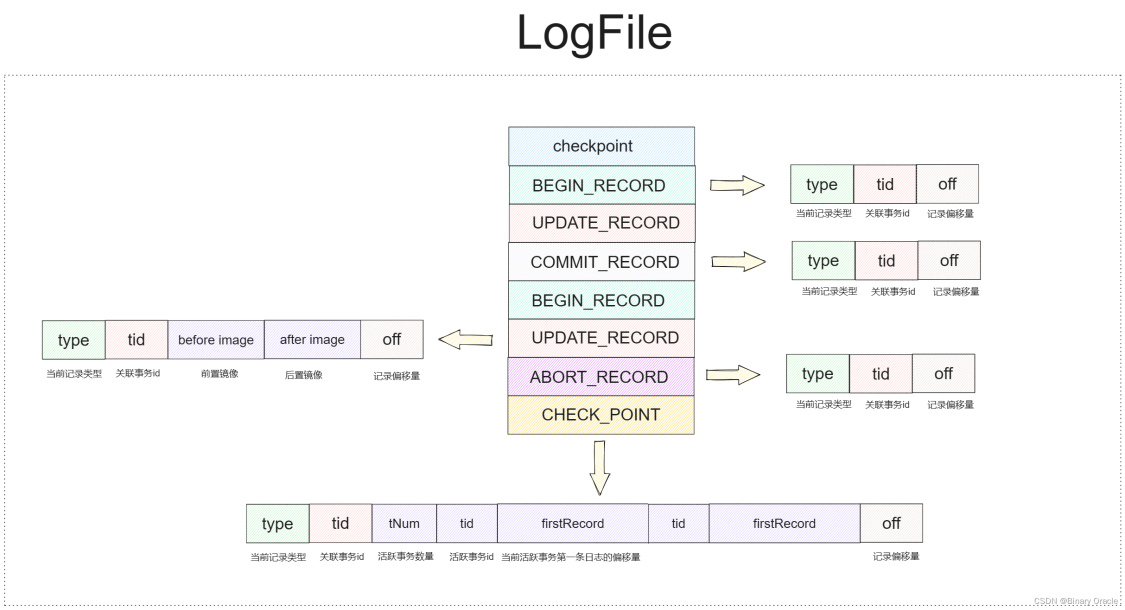 LogFile
checkpoint
BEGIN_RECORD
type tid off
当前记录类型 关联事务id 记录偏移量
UPDATE_RECORD
COMMIT_RECORD
type tid off
当前记录类型 关联事务id 记录偏移量
BEGIN_RECORD
UPDATE_RECORD
type tid before image after image off
当前记录类型 关联事务id 前置镜像 后置镜像 记录偏移量
ABORT_RECORD
type tid off
当前记录类型 关联事务id 记录偏移量
CHECK_POINT
type tid tNum tid firstRecord tid firstRecord off
当前记录类型 关联事务id 活跃事务数量 活跃事务id 当前活跃事务第一条日志的偏移量 记录偏移量
CSDN @Binary Oracle